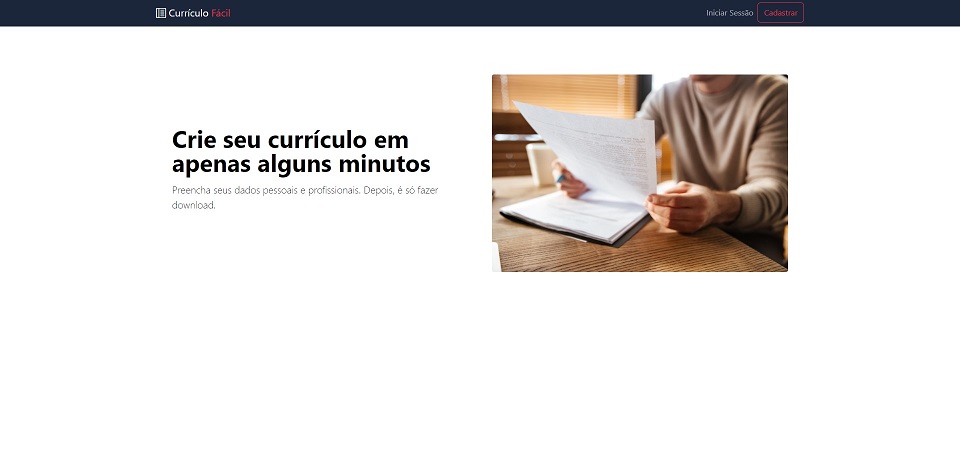 Currículo Fácil
Iniciar Sessão
Cadastrar
Crie seu currículo em
apenas alguns minutos
Preencha seus dados pessoais e profissionais. Depois, é só fazer
download.